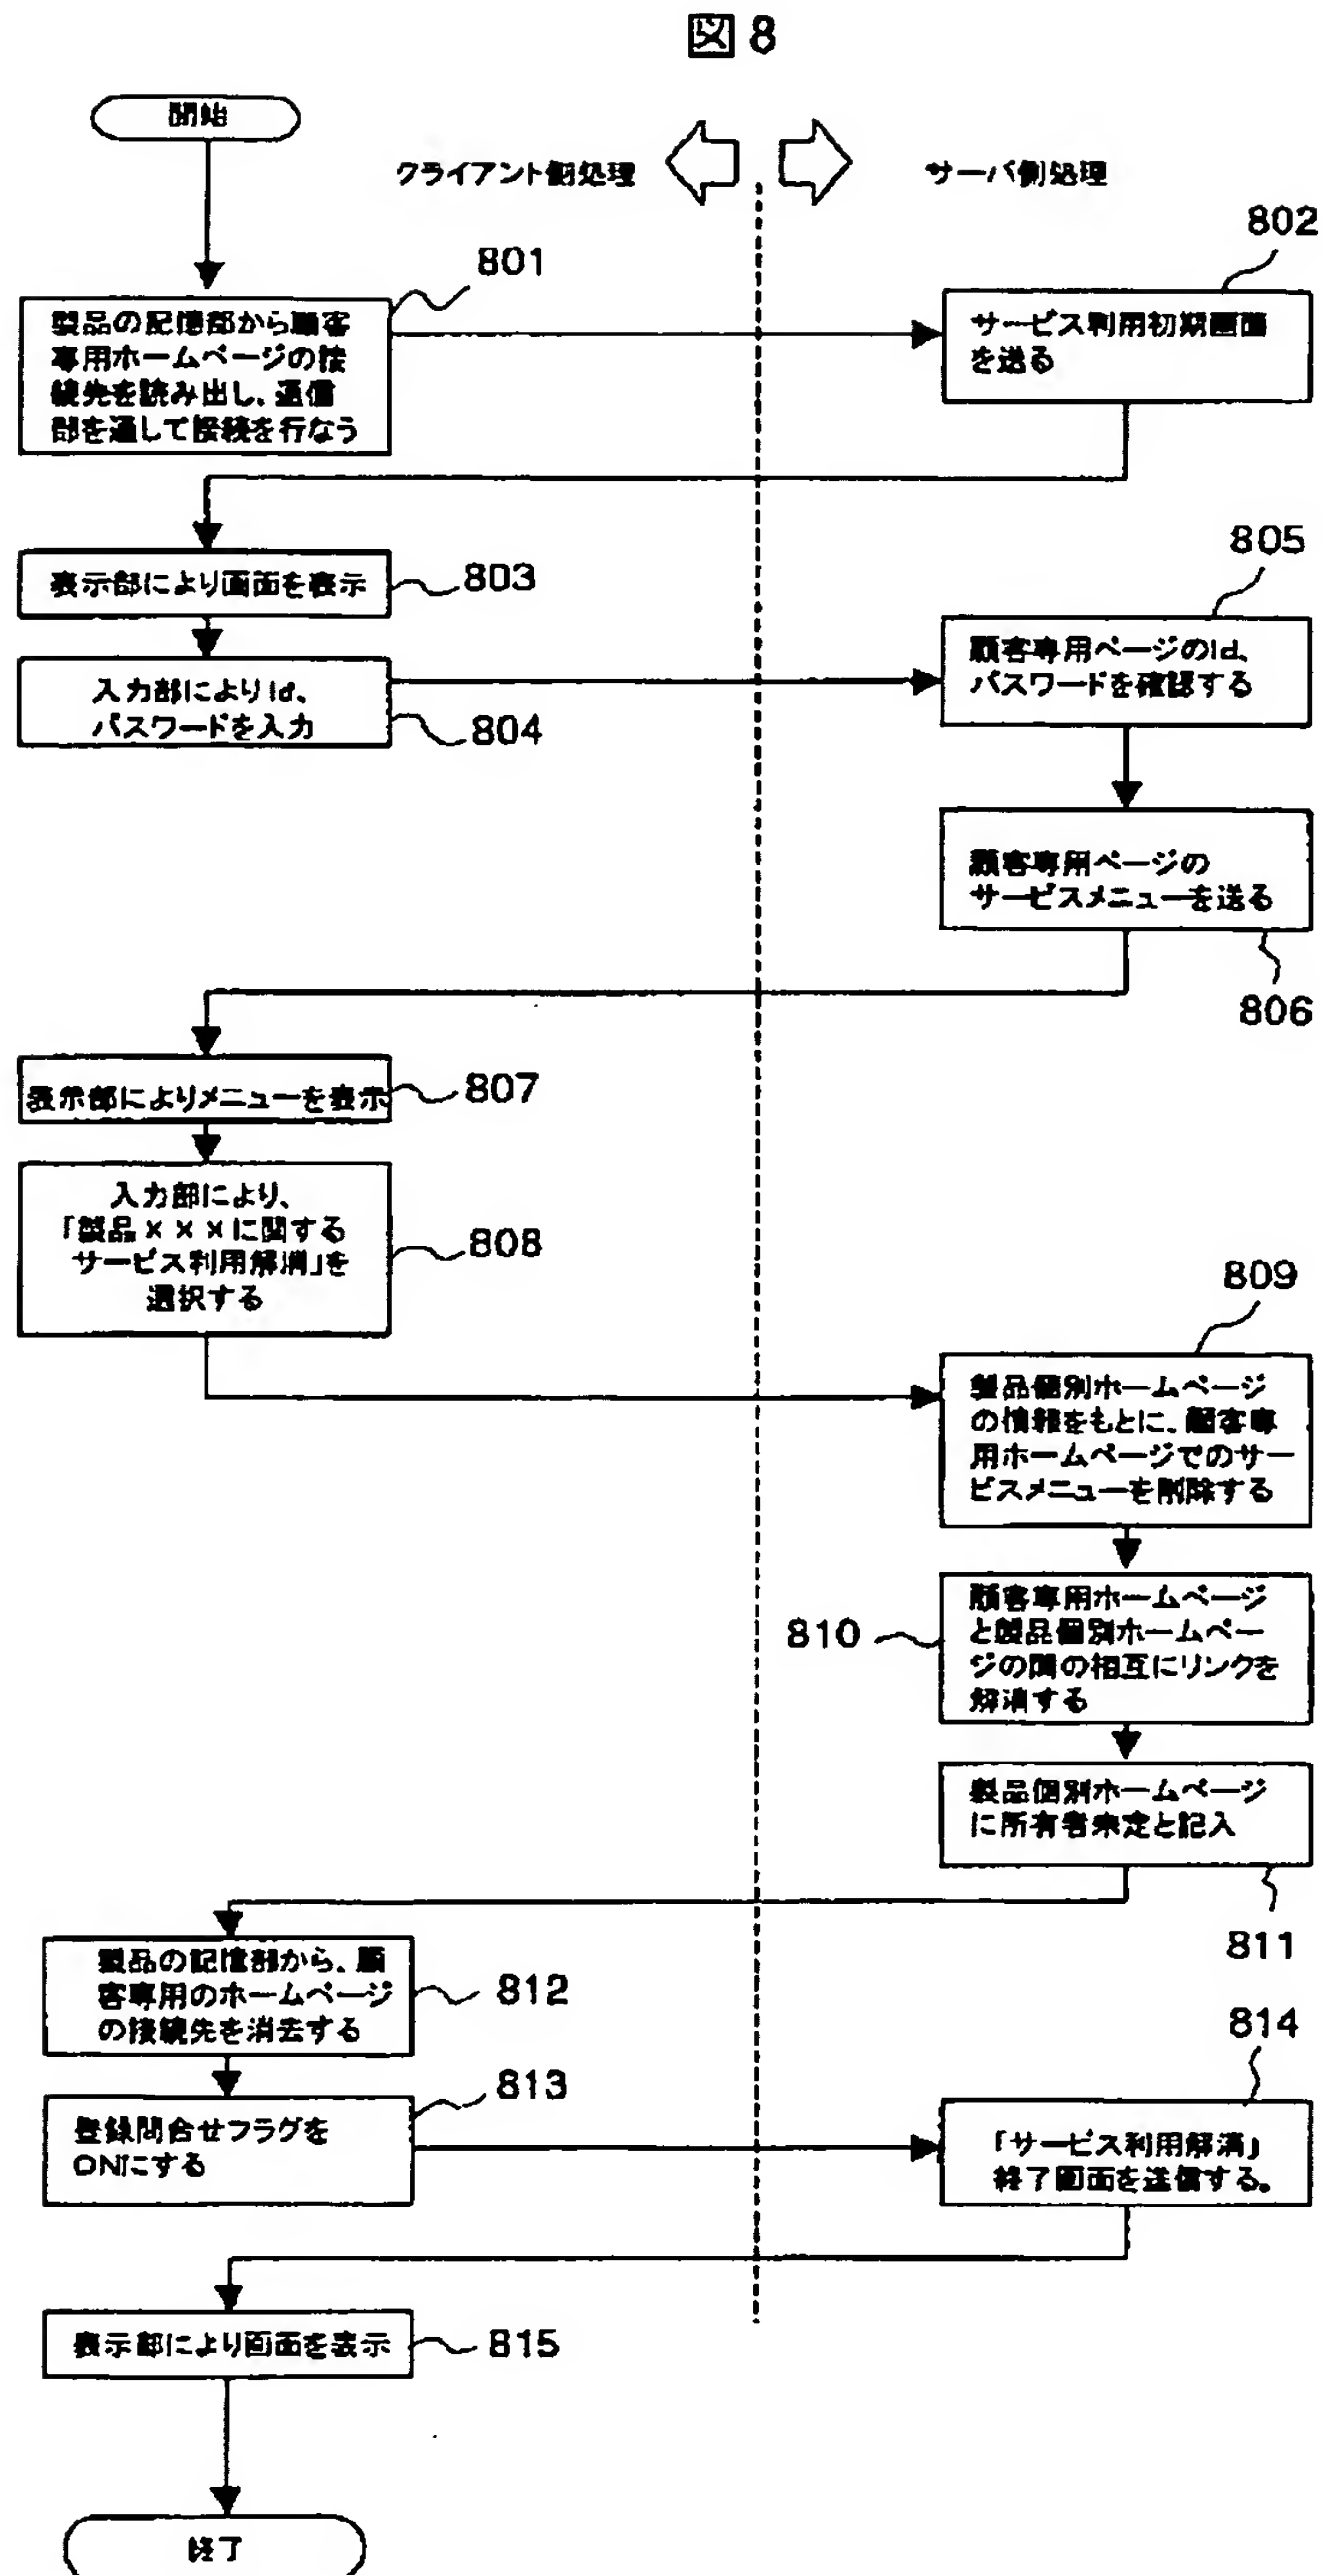 図8
開始
クライアント側処理
サーバ側処理
801
802
製品の記憶部から顧客
専用ホームページの接
続先を読み出し、通信
部を通して接続を行なう
サービス利用初期画面
を送る
表示部により画面を表示
803
805
入力部によりid、
パスワードを入力
804
顧客専用ページのid、
パスワードを確認する
顧客専用ページの
サービスメニューを送る
806
表示部によりメニューを表示
807
入力部により、
「製品×××に関する
サービス利用解消」を
選択する
808
809
製品個別ホームページ
の情報をもとに、顧客専
用ホームページでのサー
ビスメニューを削除する
810
顧客専用ホームページ
と製品個別ホームペー
ジの間の相互にリンクを
解消する
製品個別ホームページ
に所有者未定と記入
811
製品の記憶部から、顧
客専用のホームページ
の接続先を消去する
812
813
814
登録問合せフラグを
ONにする
「サービス利用解消」
終了画面を送信する。
表示部により画面を表示
815
終了